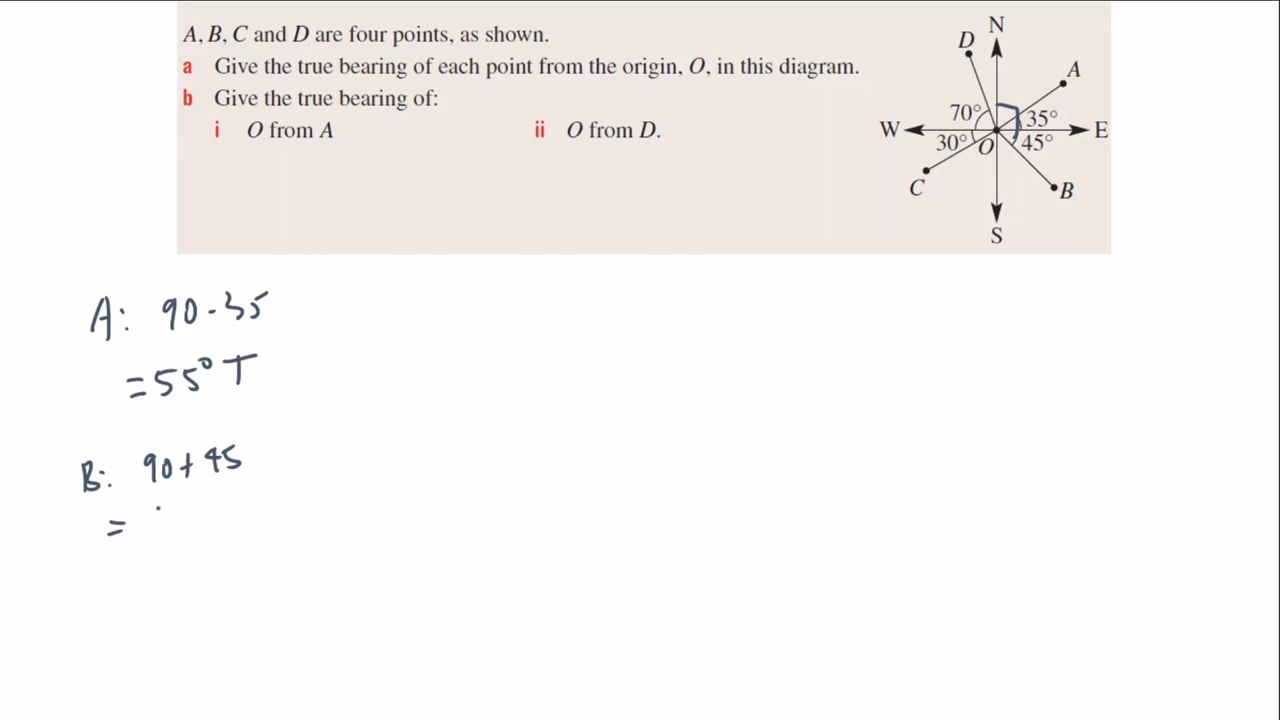 A, B, C and D are four points, as shown.
a Give the true bearing of each point from the origin, O, in this diagram.
b Give the true bearing of:
i O from A ii O from D.
N
D
A
70°
35°
W
E
30°
O
45°
C
B
S
A: 90-35
=55° T
B: 90+45
=